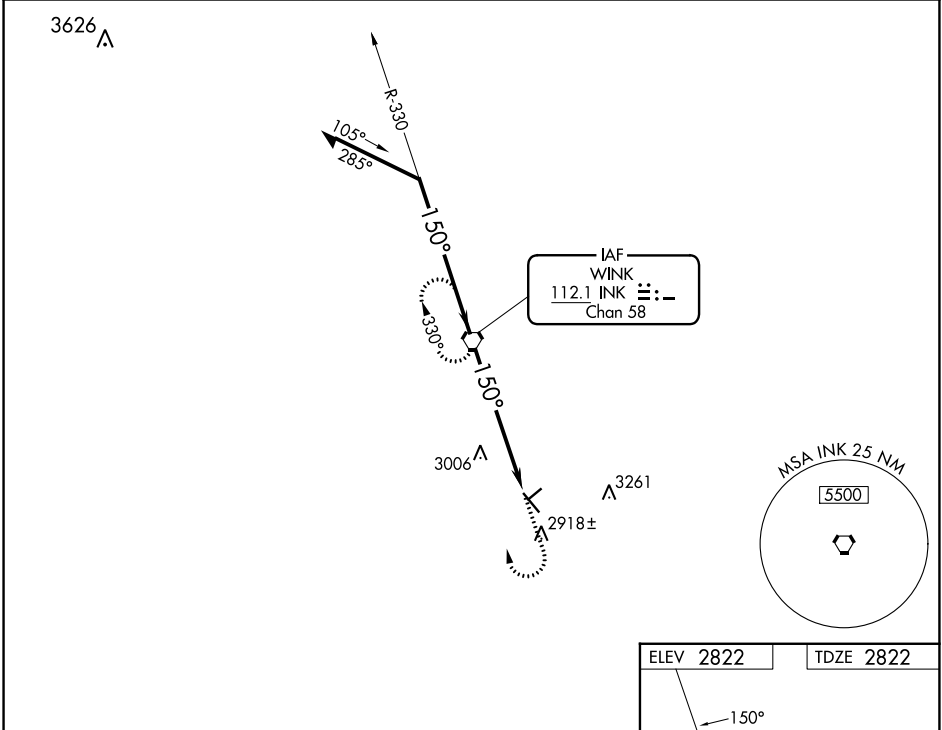 3626
R-330
105°
285°
150°
IAF
WINK
112.1 INK
Chan 58
330°
150°
3006
3261
2918±
MSA INK 25 NM
5500
ELEV 2822
TDZE 2822
150°